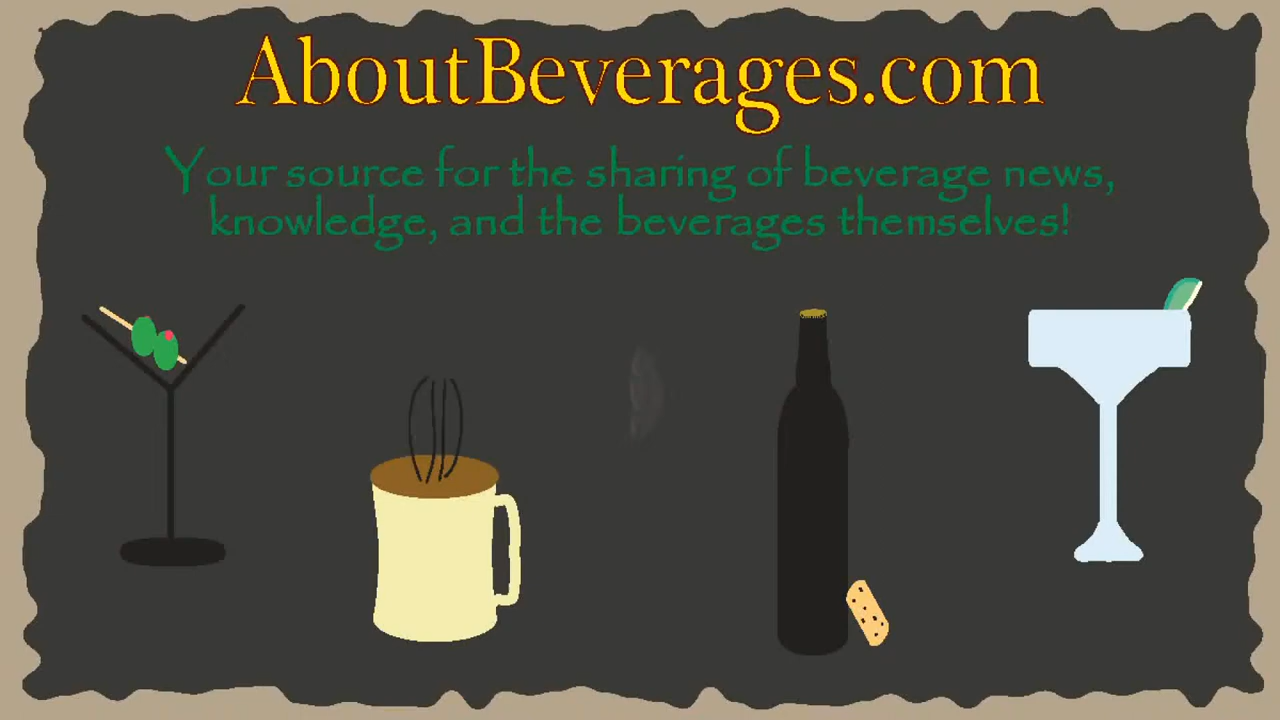 AboutBeverages.com
Your source for the sharing of beverage news,
knowledge, and the beverages themselves!